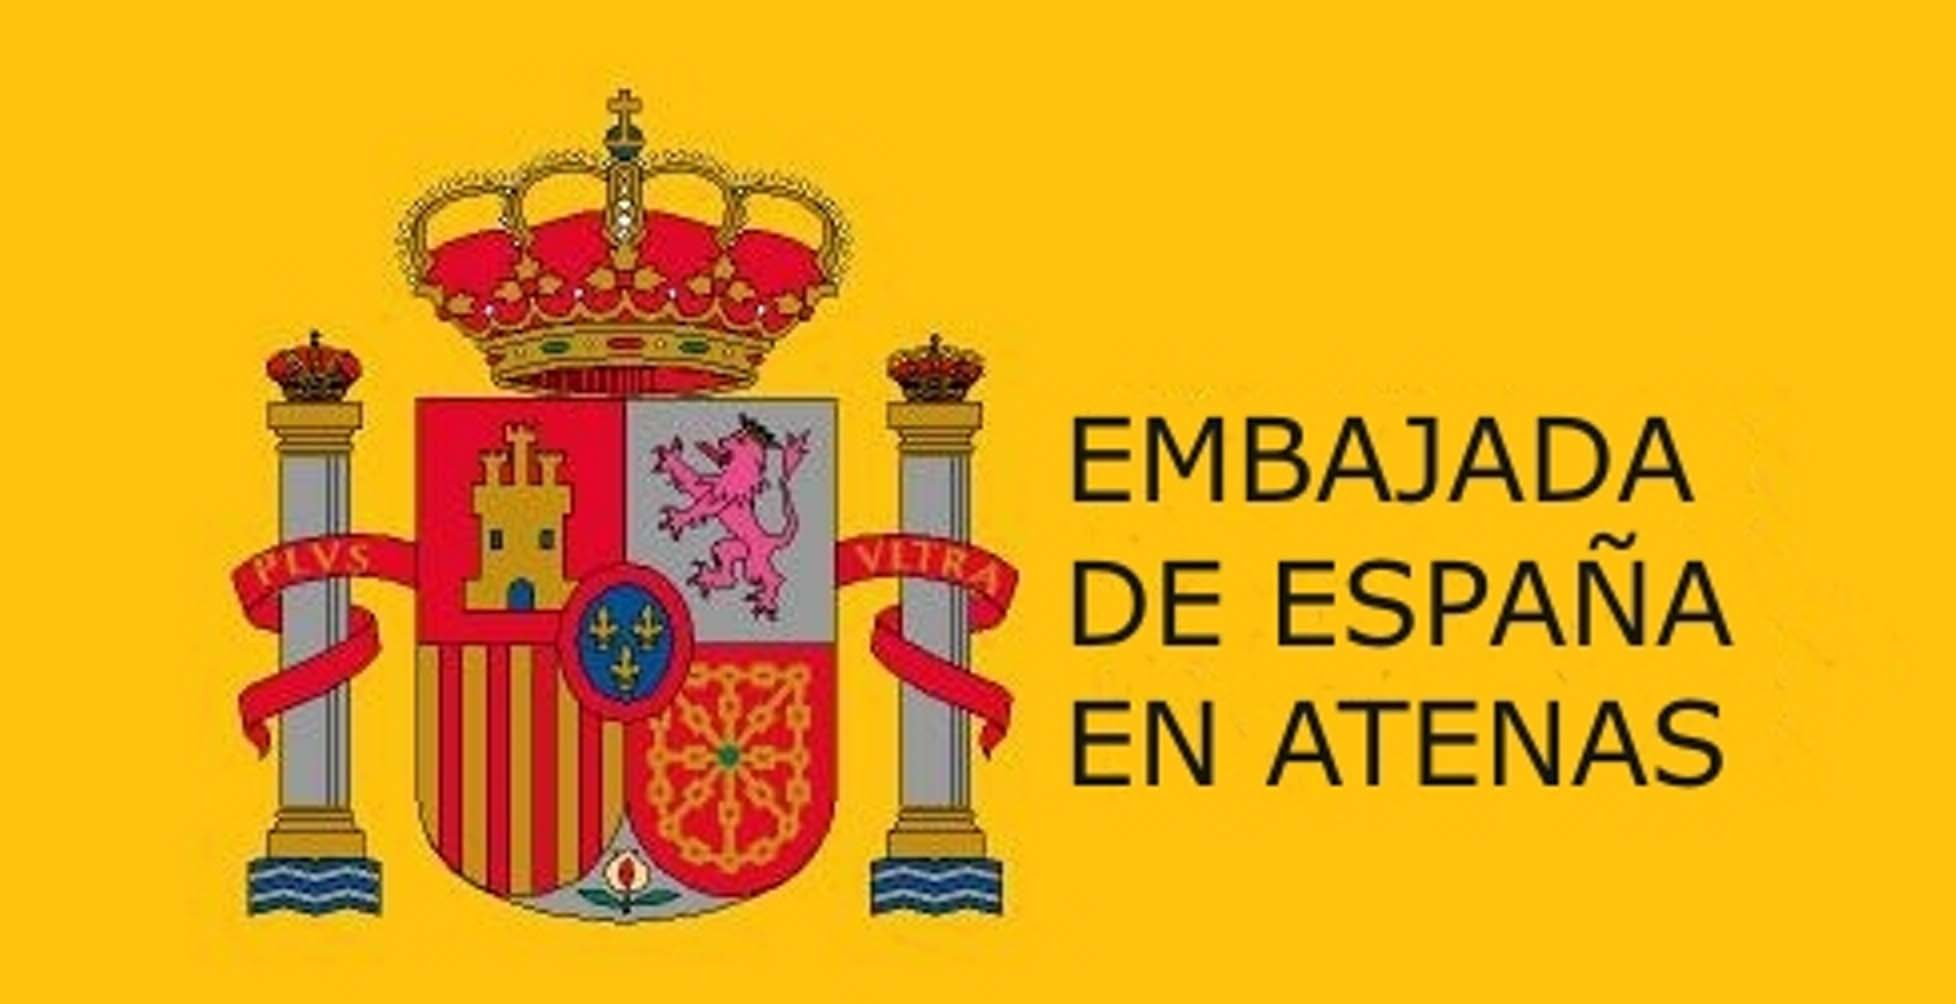 PLVS
VLTRA
EMBAJADA
DE ESPAÑA
EN ATENAS